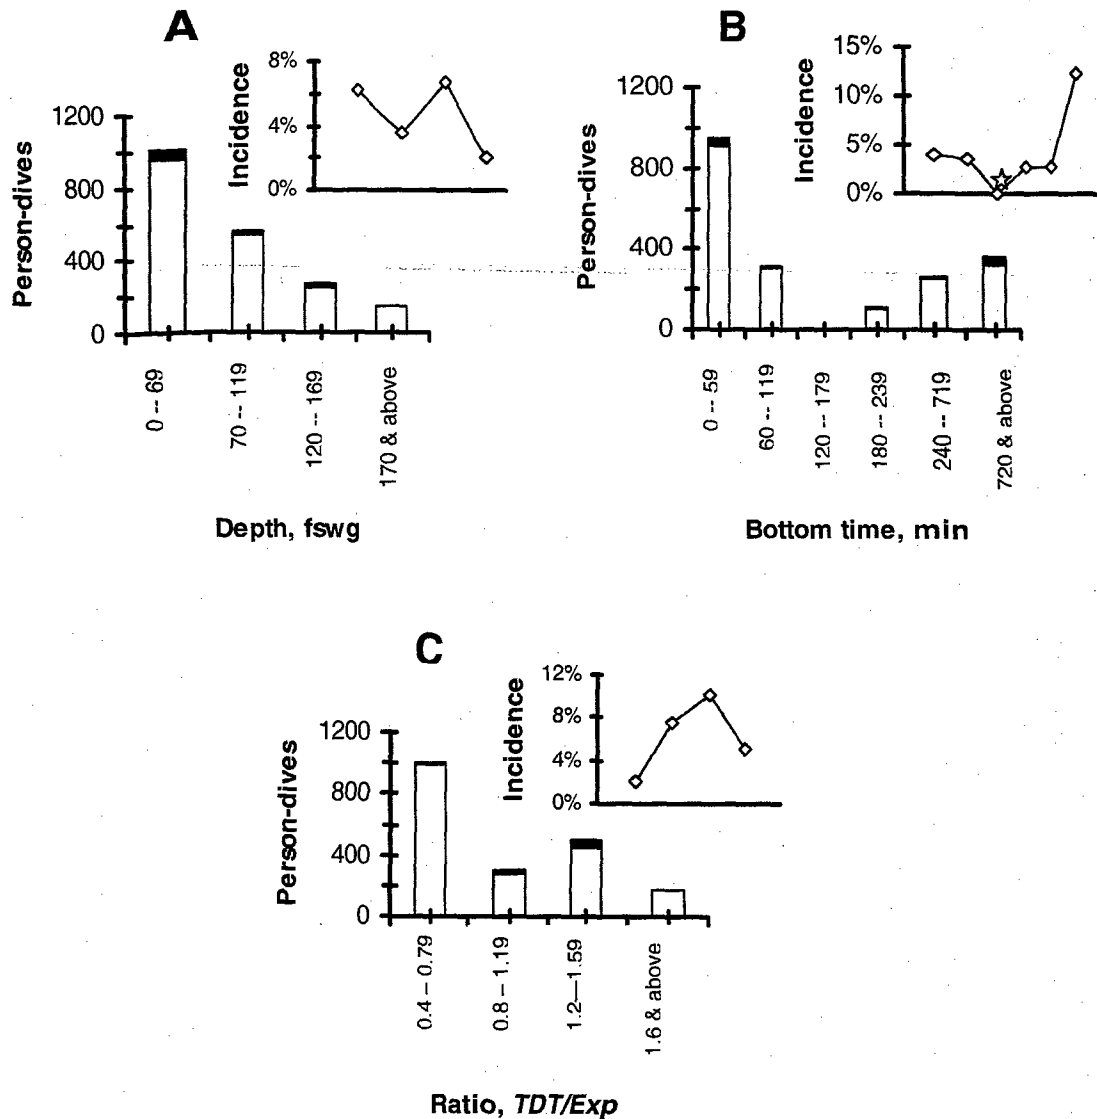 A
Incidence
8%
4%
0%
Person-dives
1200
800
400
0
0 -- 69
70 -- 119
120 -- 169
170 & above
Depth, fswg
B
Incidence
15%
10%
5%
0%
Person-dives
1200
800
400
0
0 -- 59
60 -- 119
120 -- 179
180 -- 239
240 -- 719
720 & above
Bottom time, min
C
Incidence
12%
8%
4%
0%
Person-dives
1200
800
400
0
0.4 – 0.79
0.8 – 1.19
1.2—1.59
1.6 & above
Ratio, TDT/Exp